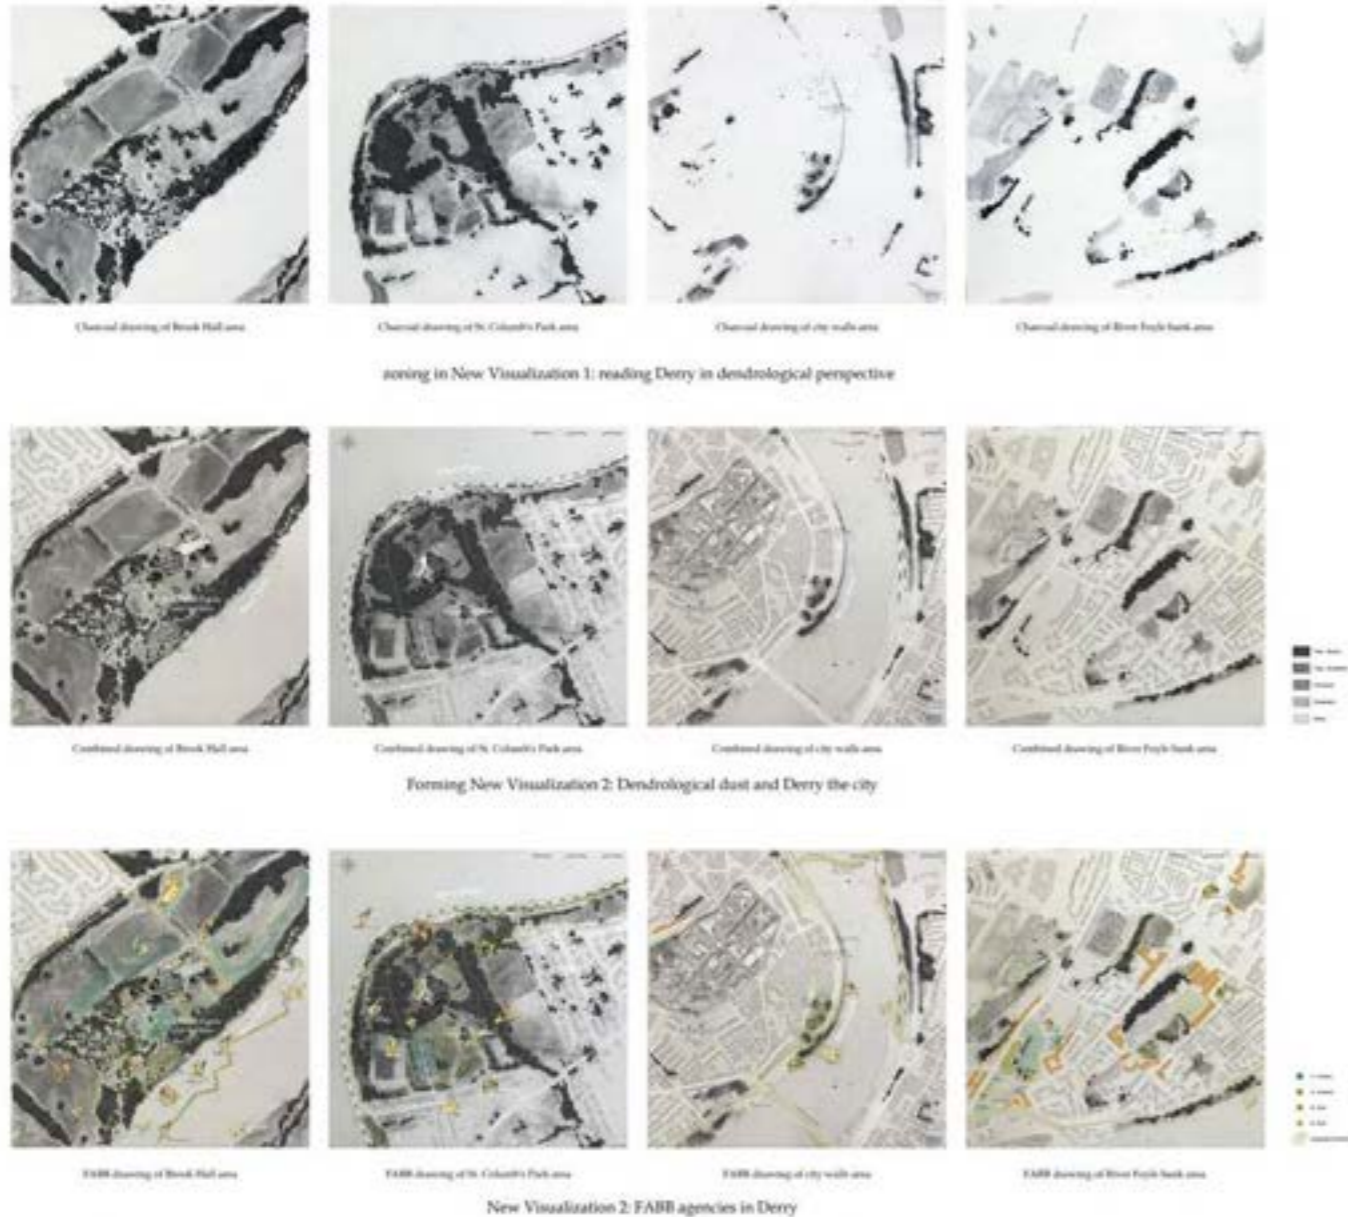 Charcoal drawing of Brook Hall area
Charcoal drawing of St. Columb's Park area
Charcoal drawing of city walls area
Charcoal drawing of River Foyle bank area
zoning in New Visualization 1: reading Derry in dendrological perspective
Combined drawing of Brook Hall area
Combined drawing of St. Columb's Park area
Combined drawing of city walls area
Combined drawing of River Foyle bank area
Forming New Visualization 2: Dendrological dust and Derry the city
FABB drawing of Brook Hall area
FABB drawing of St. Columb's Park area
FABB drawing of city walls area
FABB drawing of River Foyle bank area
New Visualization 2: FABB agencies in Derry